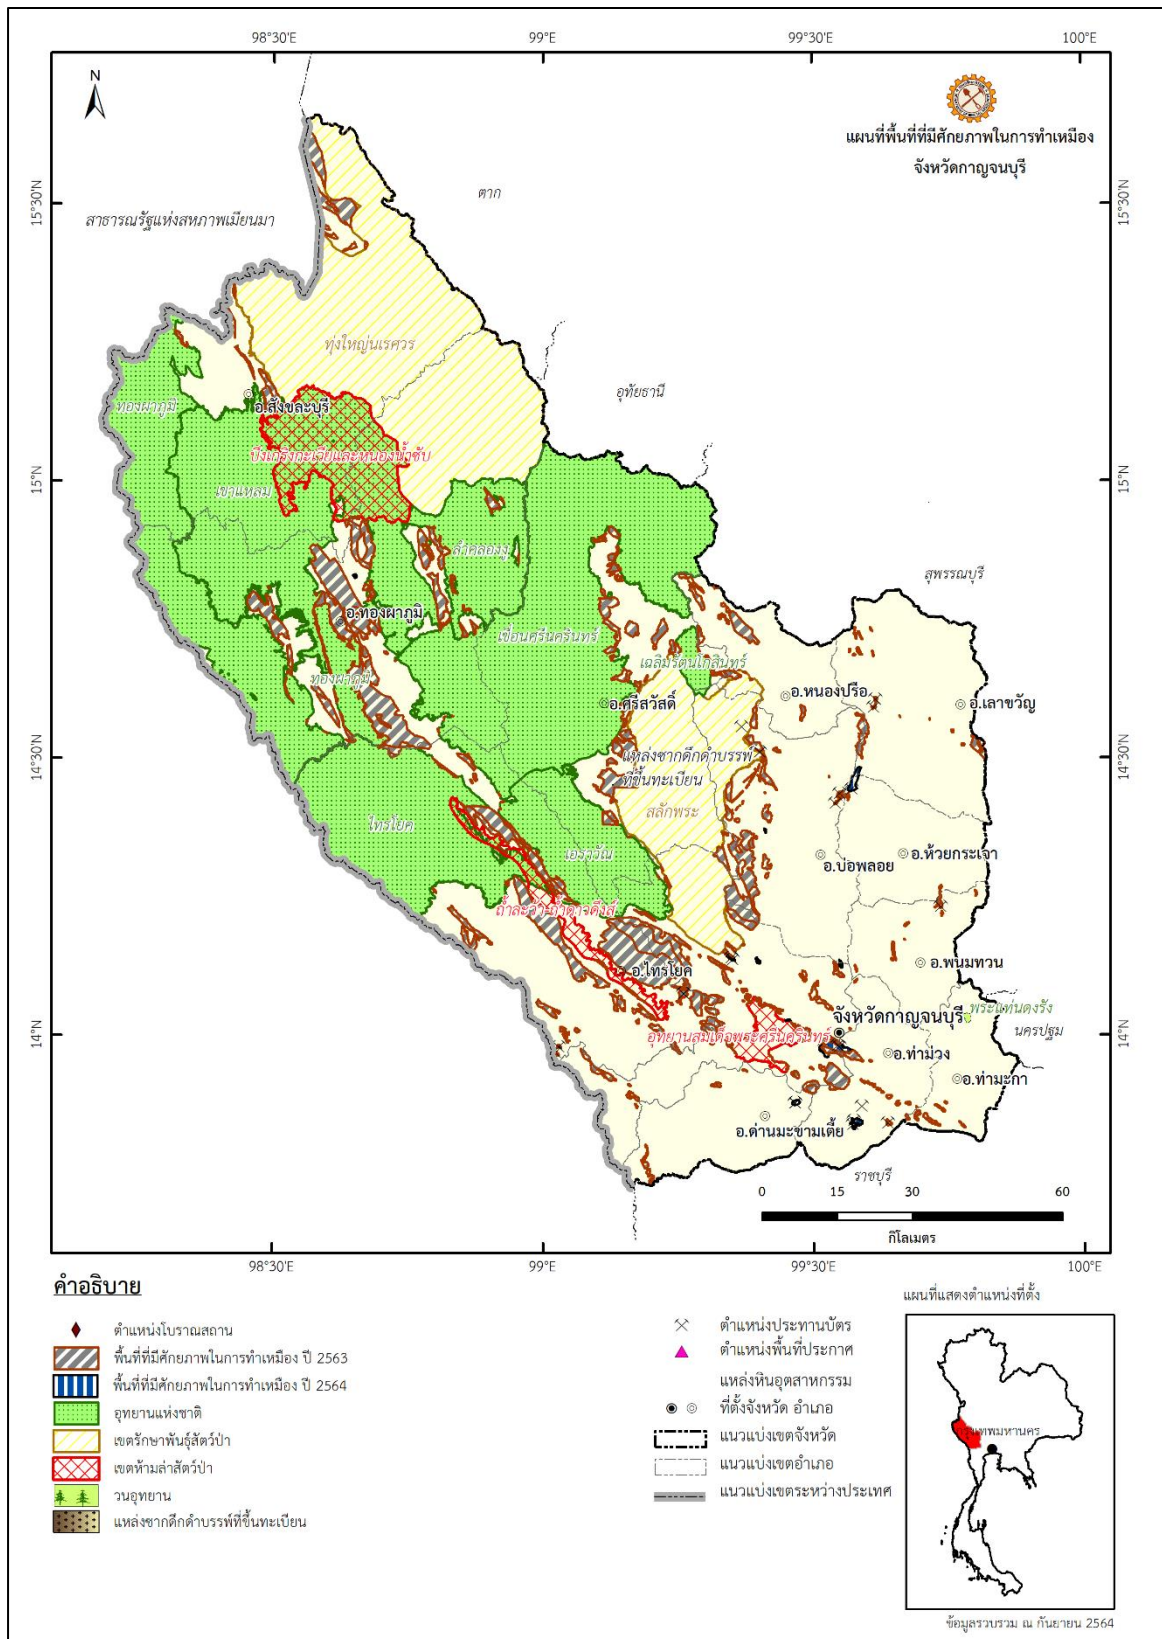 98°30'E
99°E
99°30'E
100°E
N
แผนที่พื้นที่ที่มีศักยภาพในการทำเหมือง
จังหวัดกาญจนบุรี
15°30'N
15°30'N
ตาก
สาธารณรัฐแห่งสหภาพเมียนมา
ทุ่งใหญ่นเรศวร
อุทัยธานี
ทองผาภูมิ
อ.สังขละบุรี
บึงเกริงกะเวียและหนองน้ำซับ
15°N
15°N
เขาแหลม
ลำคลองงู
สุพรรณบุรี
อ.ทองผาภูมิ
เขื่อนศรีนครินทร์
เฉลิมรัตนโกสินทร์
ทองผาภูมิ
อ.หนองปรือ
อ.ศรีสวัสดิ์
อ.เลาขวัญ
14°30'N
14°30'N
แหล่งซากดึกดำบรรพ์
ที่ขึ้นทะเบียน
สลักพระ
ไทรโยค
เอราวัณ
อ.บ่อพลอย
อ.ห้วยกระเจา
ถ้ำละว้า-ถ้ำดาวดึงส์
อ.ไทรโยค
อ.พนมทวน
พระแท่นดงรัง
จังหวัดกาญจนบุรี
นครปฐม
14°N
14°N
อุทยานสมเด็จพระศรีนครินทร์
อ.ท่าม่วง
อ.ท่ามะกา
อ.ด่านมะขามเตี้ย
ราชบุรี
0 15 30 60
กิโลเมตร
98°30'E
99°E
99°30'E
100°E
คำอธิบาย
ตำแหน่งโบราณสถาน
พื้นที่ที่มีศักยภาพในการทำเหมือง ปี 2563
พื้นที่ที่มีศักยภาพในการทำเหมือง ปี 2564
อุทยานแห่งชาติ
เขตรักษาพันธุ์สัตว์ป่า
เขตห้ามล่าสัตว์ป่า
วนอุทยาน
แหล่งซากดึกดำบรรพ์ที่ขึ้นทะเบียน
ตำแหน่งประทานบัตร
ตำแหน่งพื้นที่ประกาศ
แหล่งหินอุตสาหกรรม
ที่ตั้งจังหวัด อำเภอ
แนวแบ่งเขตจังหวัด
แนวแบ่งเขตอำเภอ
แนวแบ่งเขตระหว่างประเทศ
แผนที่แสดงตำแหน่งที่ตั้ง
ข้อมูลรวบรวม ณ กันยายน 2564